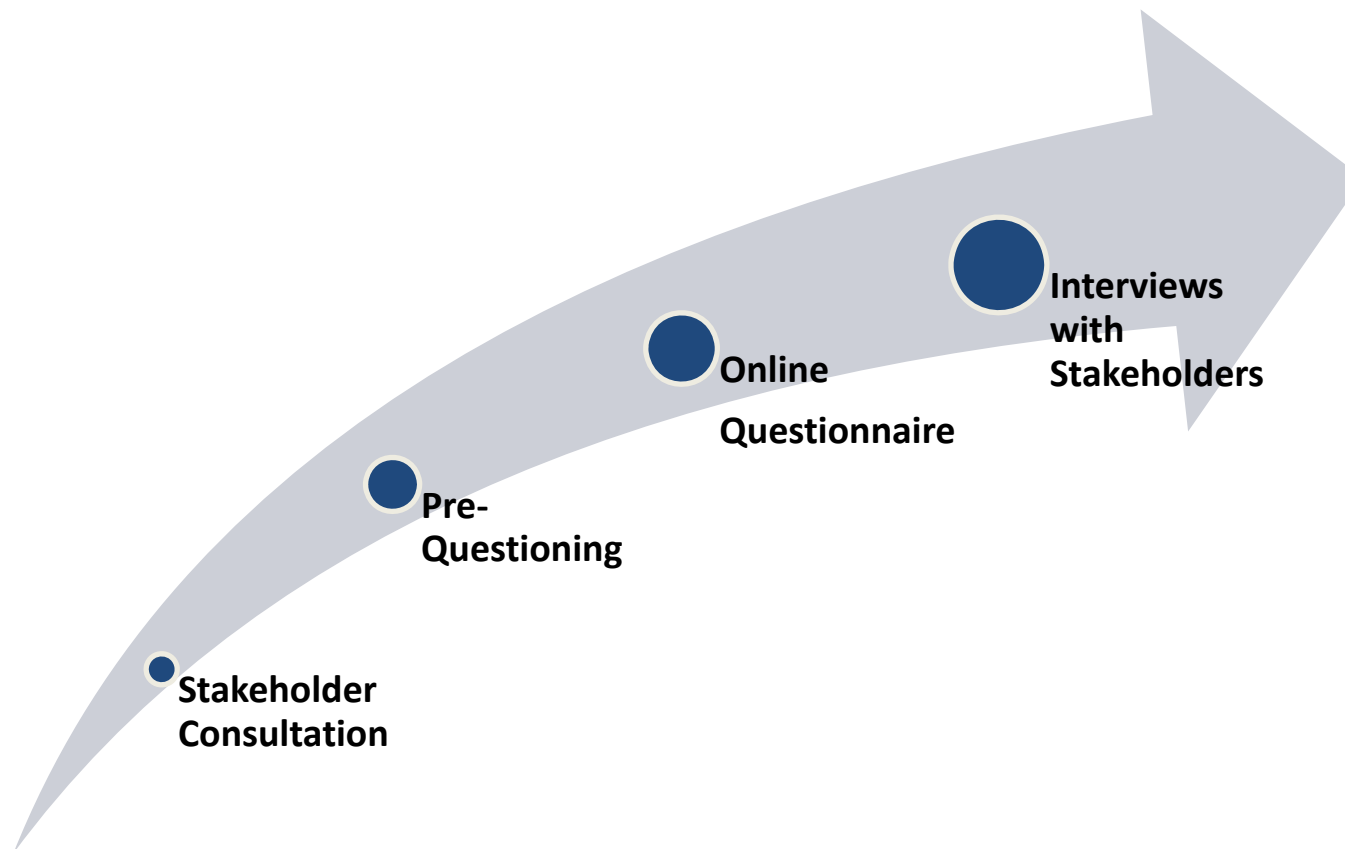 Stakeholder
Consultation
Pre-
Questioning
Online
Questionnaire
Interviews
with
Stakeholders